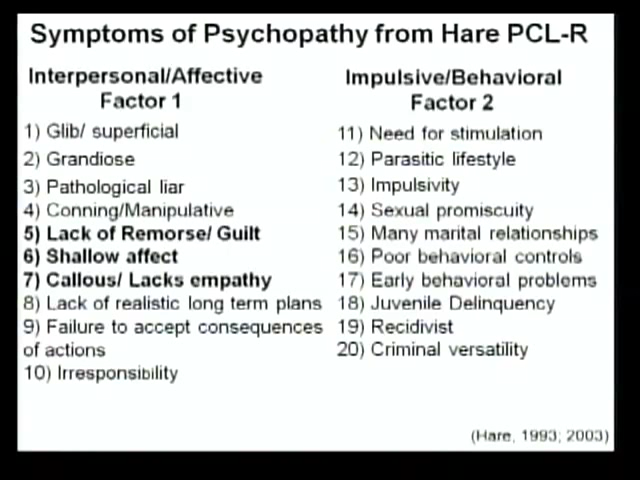 Symptoms of Psychopathy from Hare PCL-R
Interpersonal/Affective
Factor 1
1) Glib/ superficial
2) Grandiose
3) Pathological liar
4) Conning/Manipulative
5) Lack of Remorse/ Guilt
6) Shallow affect
7) Callous/ Lacks empathy
8) Lack of realistic long term plans
9) Failure to accept consequences
of actions
10) Irresponsibility
Impulsive/Behavioral
Factor 2
11) Need for stimulation
12) Parasitic lifestyle
13) Impulsivity
14) Sexual promiscuity
15) Many marital relationships
16) Poor behavioral controls
17) Early behavioral problems
18) Juvenile Delinquency
19) Recidivist
20) Criminal versatility
(Hare, 1993; 2003)